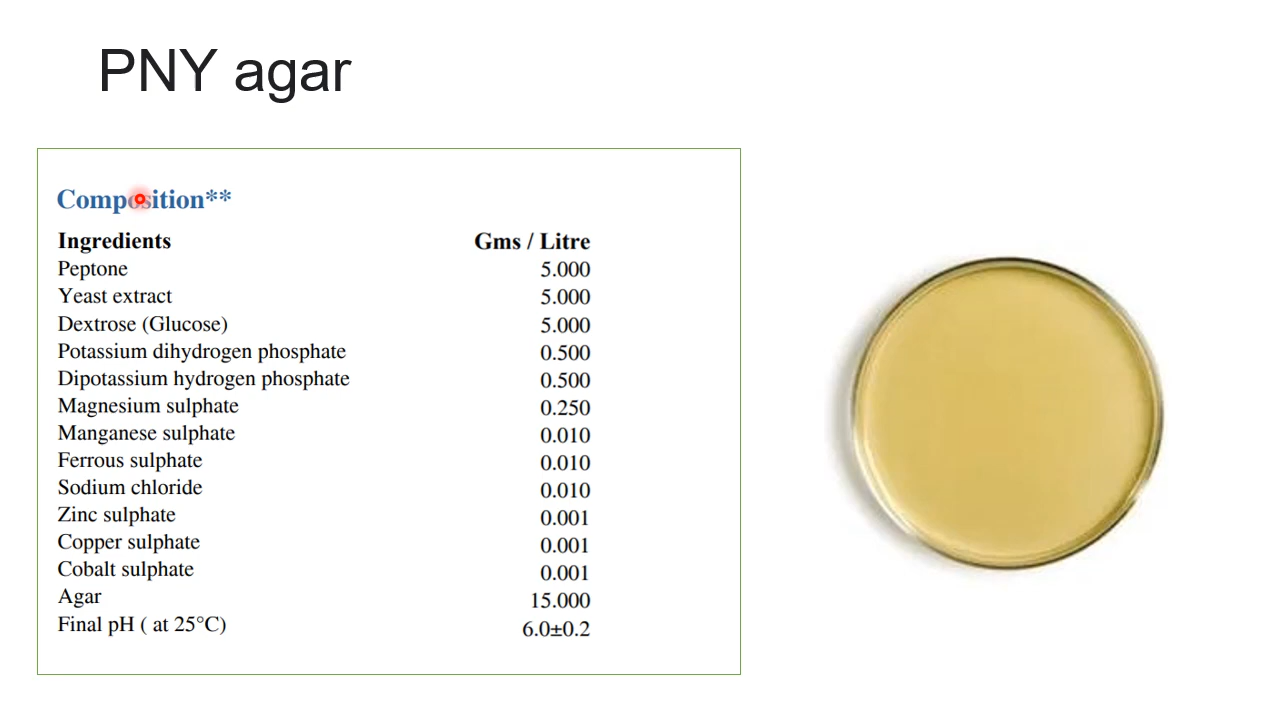 PNY agar
Composition**
Ingredients Gms / Litre
Peptone 5.000
Yeast extract 5.000
Dextrose (Glucose) 5.000
Potassium dihydrogen phosphate 0.500
Dipotassium hydrogen phosphate 0.500
Magnesium sulphate 0.250
Manganese sulphate 0.010
Ferrous sulphate 0.010
Sodium chloride 0.010
Zinc sulphate 0.001
Copper sulphate 0.001
Cobalt sulphate 0.001
Agar 15.000
Final pH ( at 25°C) 6.0±0.2